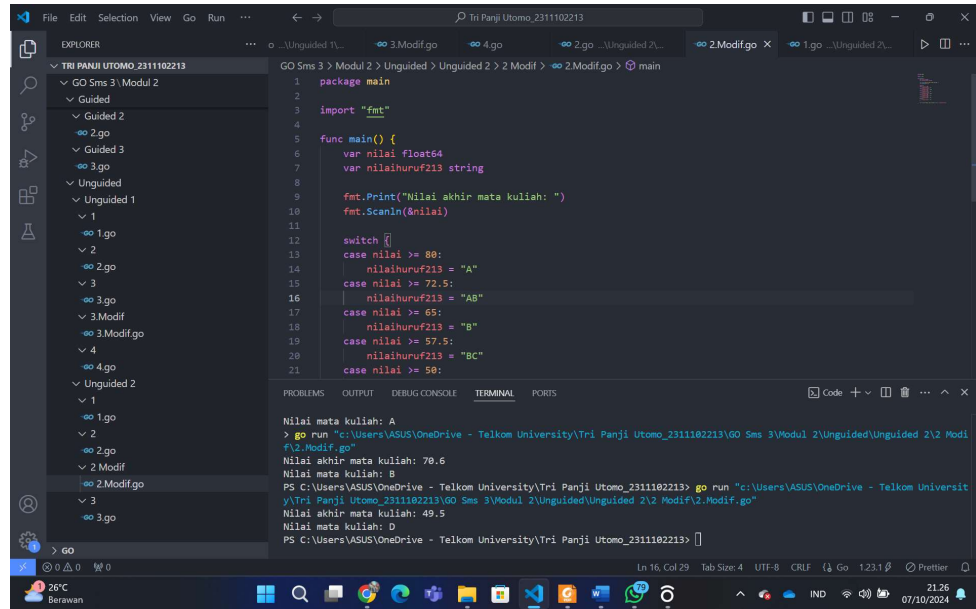 File Edit Selection View Go Run ··· ← → Tri Panji Utomo_2311102213
EXPLORER ···
o ...\Unguided 1\... 3.Modif.go 4.go 2.go ...\Unguided 2\... 2.Modif.go × 1.go ...\Unguided 2\... ···
TRI PANJI UTOMO_2311102213
GO Sms 3 \ Modul 2
Guided
Guided 2
2.go
Guided 3
3.go
Unguided
Unguided 1
1
1.go
2
2.go
3
3.go
3.Modif
3.Modif.go
4
4.go
Unguided 2
1
1.go
2
2.go
2 Modif
2.Modif.go
3
3.go
GO
GO Sms 3 > Modul 2 > Unguided > Unguided 2 > 2 Modif > 2.Modif.go > main
1 package main
2
3 import "fmt"
4
5 func main() {
6     var nilai float64
7     var nilaihuruf213 string
8
9     fmt.Print("Nilai akhir mata kuliah: ")
10     fmt.Scanln(&nilai)
11
12     switch {
13     case nilai >= 80:
14         nilaihuruf213 = "A"
15     case nilai >= 72.5:
16         nilaihuruf213 = "AB"
17     case nilai >= 65:
18         nilaihuruf213 = "B"
19     case nilai >= 57.5:
20         nilaihuruf213 = "BC"
21     case nilai >= 50:
PROBLEMS OUTPUT DEBUG CONSOLE TERMINAL PORTS Code
Nilai mata kuliah: A
> go run "c:\Users\ASUS\OneDrive - Telkom University\Tri Panji Utomo_2311102213\GO Sms 3\Modul 2\Unguided\Unguided 2\2 Modi
f\2.Modif.go"
Nilai akhir mata kuliah: 70.6
Nilai mata kuliah: B
PS C:\Users\ASUS\OneDrive - Telkom University\Tri Panji Utomo_2311102213> go run "c:\Users\ASUS\OneDrive - Telkom Universit
y\Tri Panji Utomo_2311102213\GO Sms 3\Modul 2\Unguided\Unguided 2\2 Modif\2.Modif.go"
Nilai akhir mata kuliah: 49.5
Nilai mata kuliah: D
PS C:\Users\ASUS\OneDrive - Telkom University\Tri Panji Utomo_2311102213>
0 0 0 Ln 16, Col 29 Tab Size: 4 UTF-8 CRLF Go 1.23.1 Prettier
26°C
Berawan
79
IND
21.26
07/10/2024